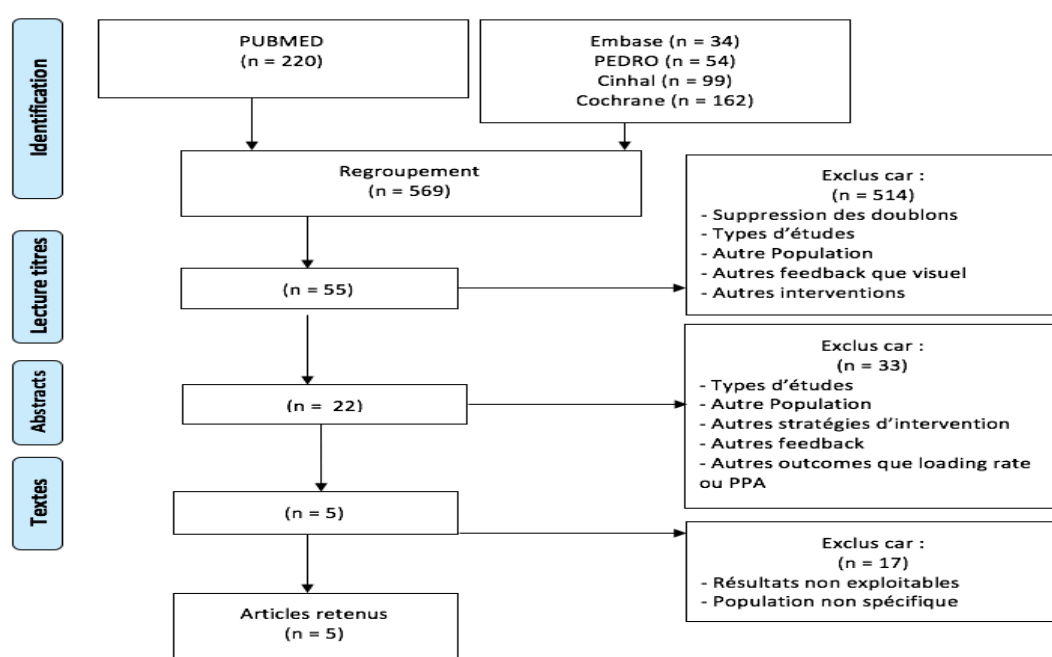 PUBMED
(n = 220)
Embase (n = 34)
PEDRO (n = 54)
Cinhal (n = 99)
Cochrane (n = 162)
Identification
Regroupement
(n = 569)
Exclus car :
(n = 514)
- Suppression des doublons
- Types d'études
- Autre Population
- Autres feedback que visuel
- Autres interventions
Lecture titres
(n = 55)
Exclus car :
(n = 33)
- Types d'études
- Autre Population
- Autres stratégies d'intervention
- Autres feedback
- Autres outcomes que loading rate
ou PPA
Abstracts
(n = 22)
Textes
(n = 5)
Exclus car :
(n = 17)
- Résultats non exploitables
- Population non spécifique
Articles retenus
(n = 5)